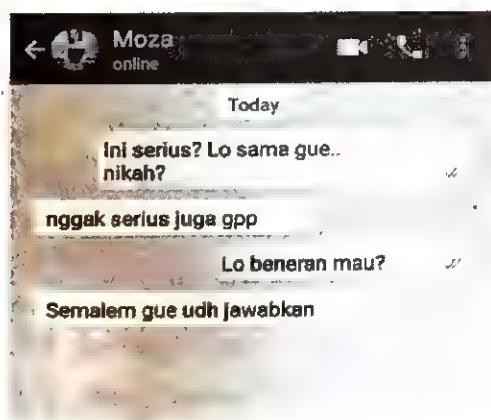 Moza
online
Today
Ini serius? Lo sama gue..
nikah?
nggak serius juga gpp
Lo beneran mau?
Semalem gue udh jawabkan